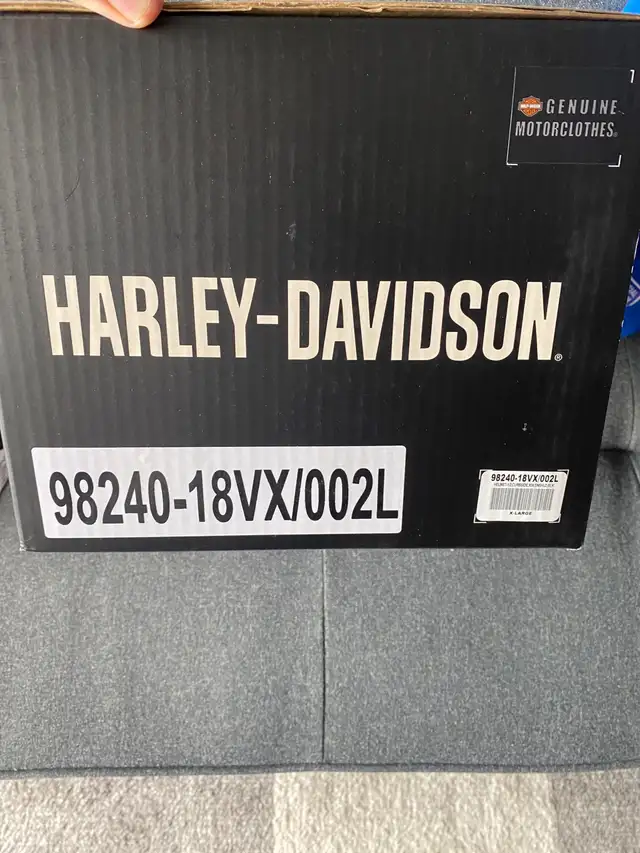 GENUINE
MOTORCLOTHES®
HARLEY-DAVIDSON®
98240-18VX/002L
98240-18VX/002L
X-LARGE